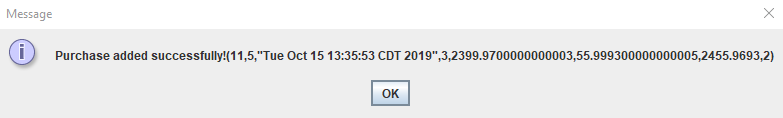 Message
Purchase added successfully!(11,5,"Tue Oct 15 13:35:53 CDT 2019",3,2399.9700000000003,55.999300000000005,2455.9693,2)
OK